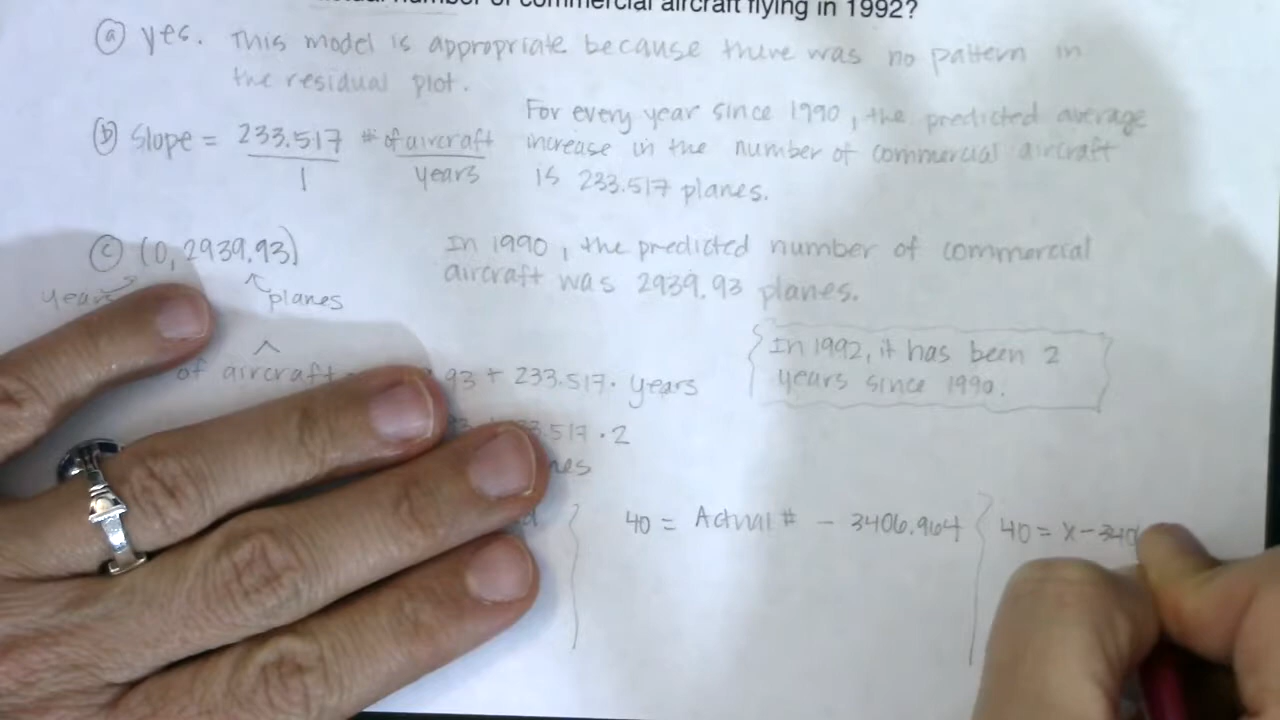 number of commercial aircraft flying in 1992?
(a) yes. This model is appropriate because there was no pattern in
the residual plot.
(b) Slope = 233.517 / 1 # of aircraft / years
For every year since 1990, the predicted average
increase in the number of commercial aircraft
is 233.517 planes.
(c) (0, 2939.93)
years planes
In 1990, the predicted number of commercial
aircraft was 2939.93 planes.
In 1992, it has been 2
years since 1990.
of aircraft 93 + 233.517 · years
.517 · 2
40 = Actual # - 3406.964
40 = x - 340